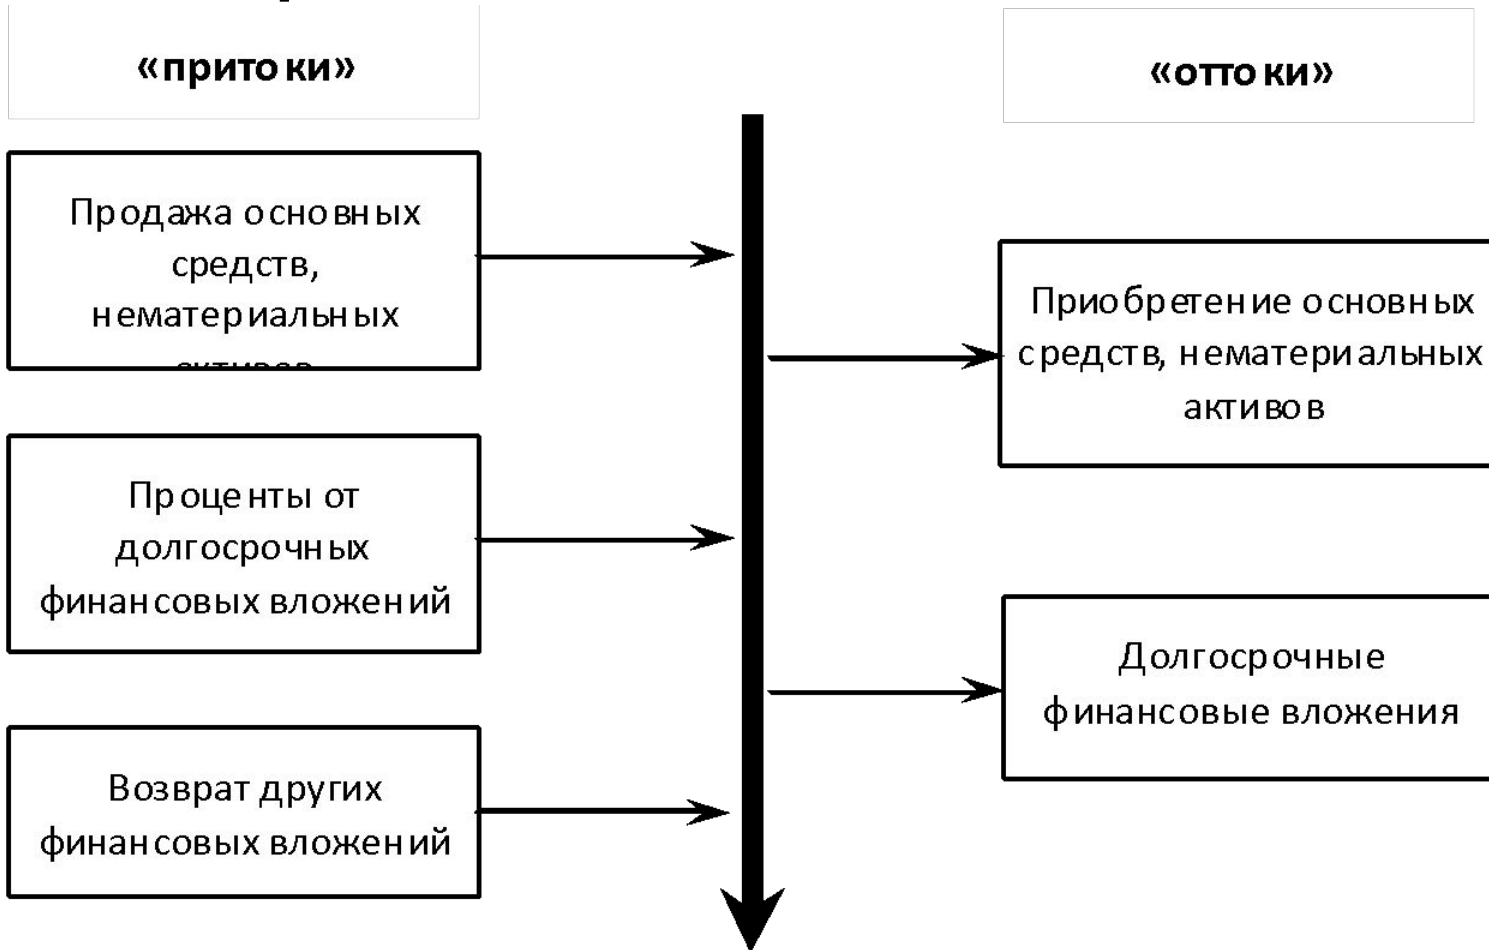 «притоки»
Продажа основных
средств,
нематериальных
активов
Проценты от
долгосрочных
финансовых вложений
Возврат других
финансовых вложений
«оттоки»
Приобретение основных
средств, нематериальных
активов
Долгосрочные
финансовые вложения